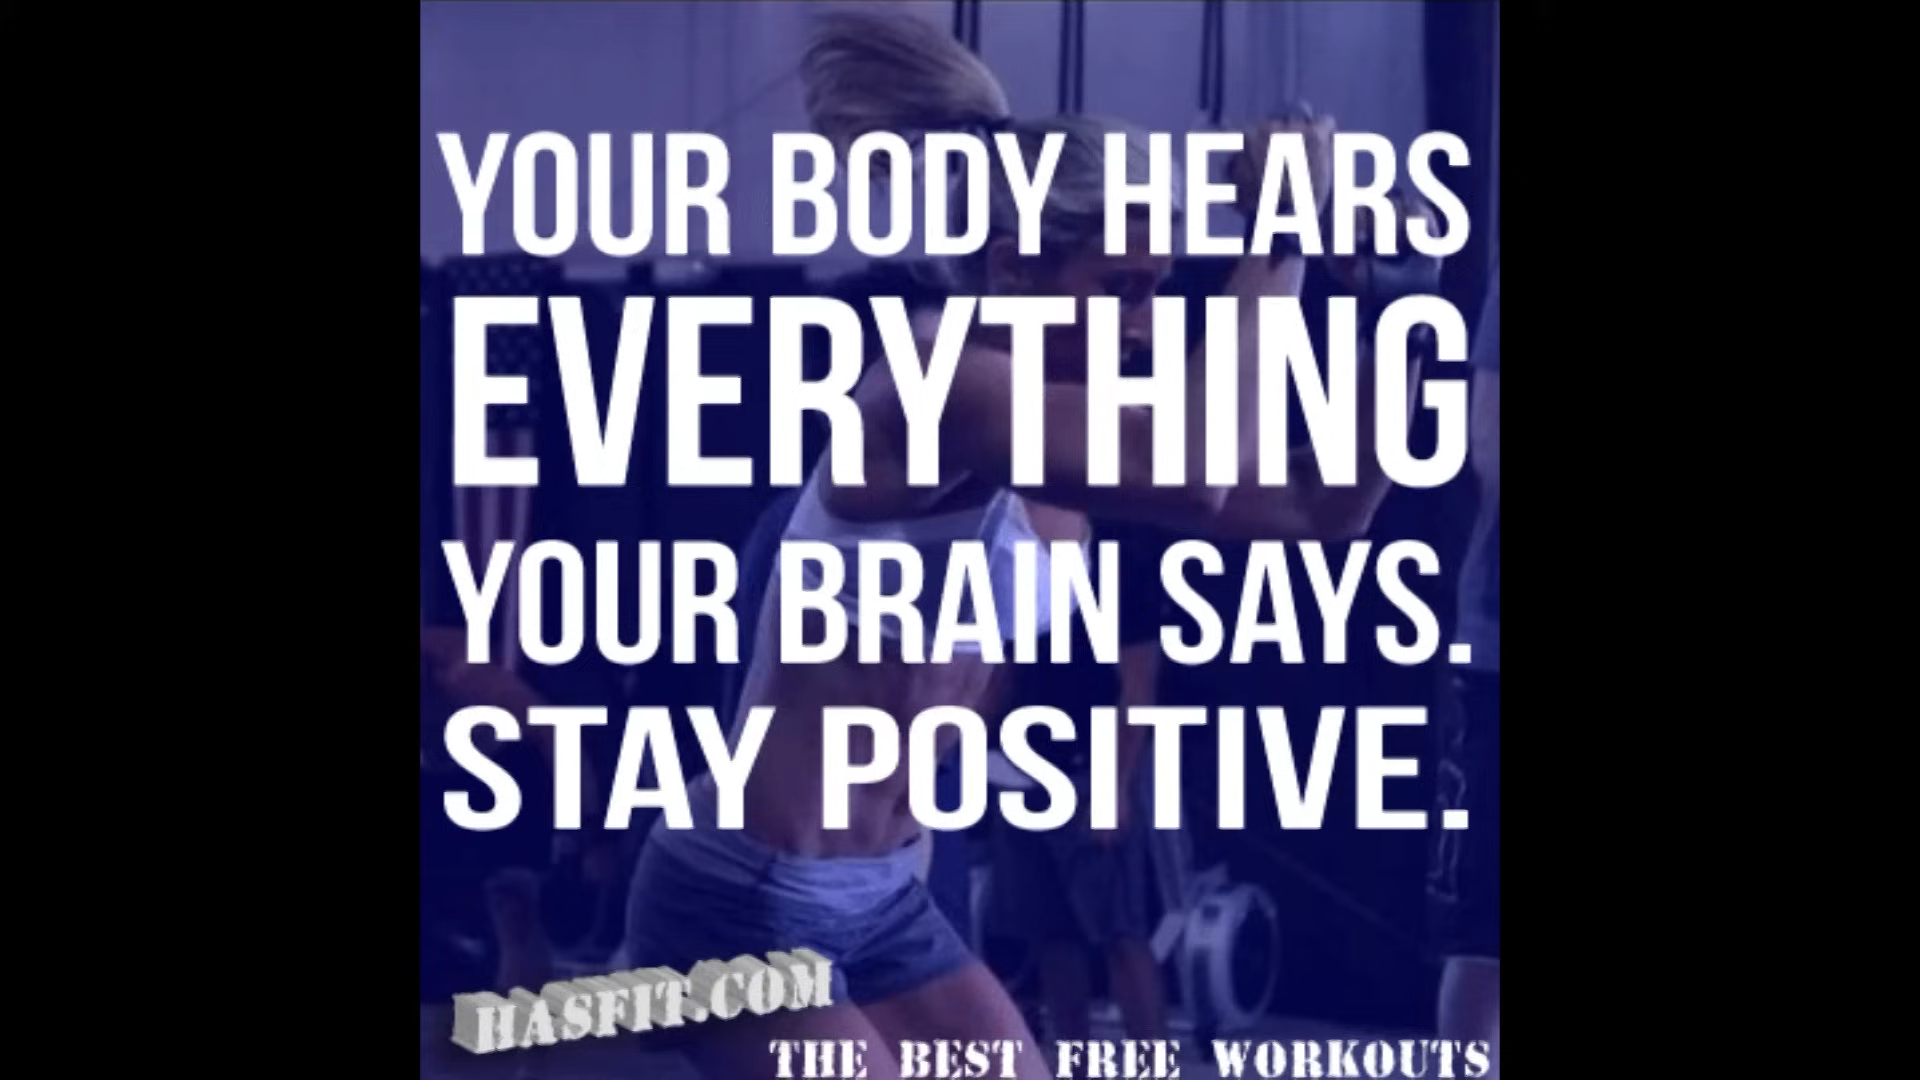 YOUR BODY HEARS
EVERYTHING
YOUR BRAIN SAYS.
STAY POSITIVE.
HASFIT.COM
THE BEST FREE WORKOUTS